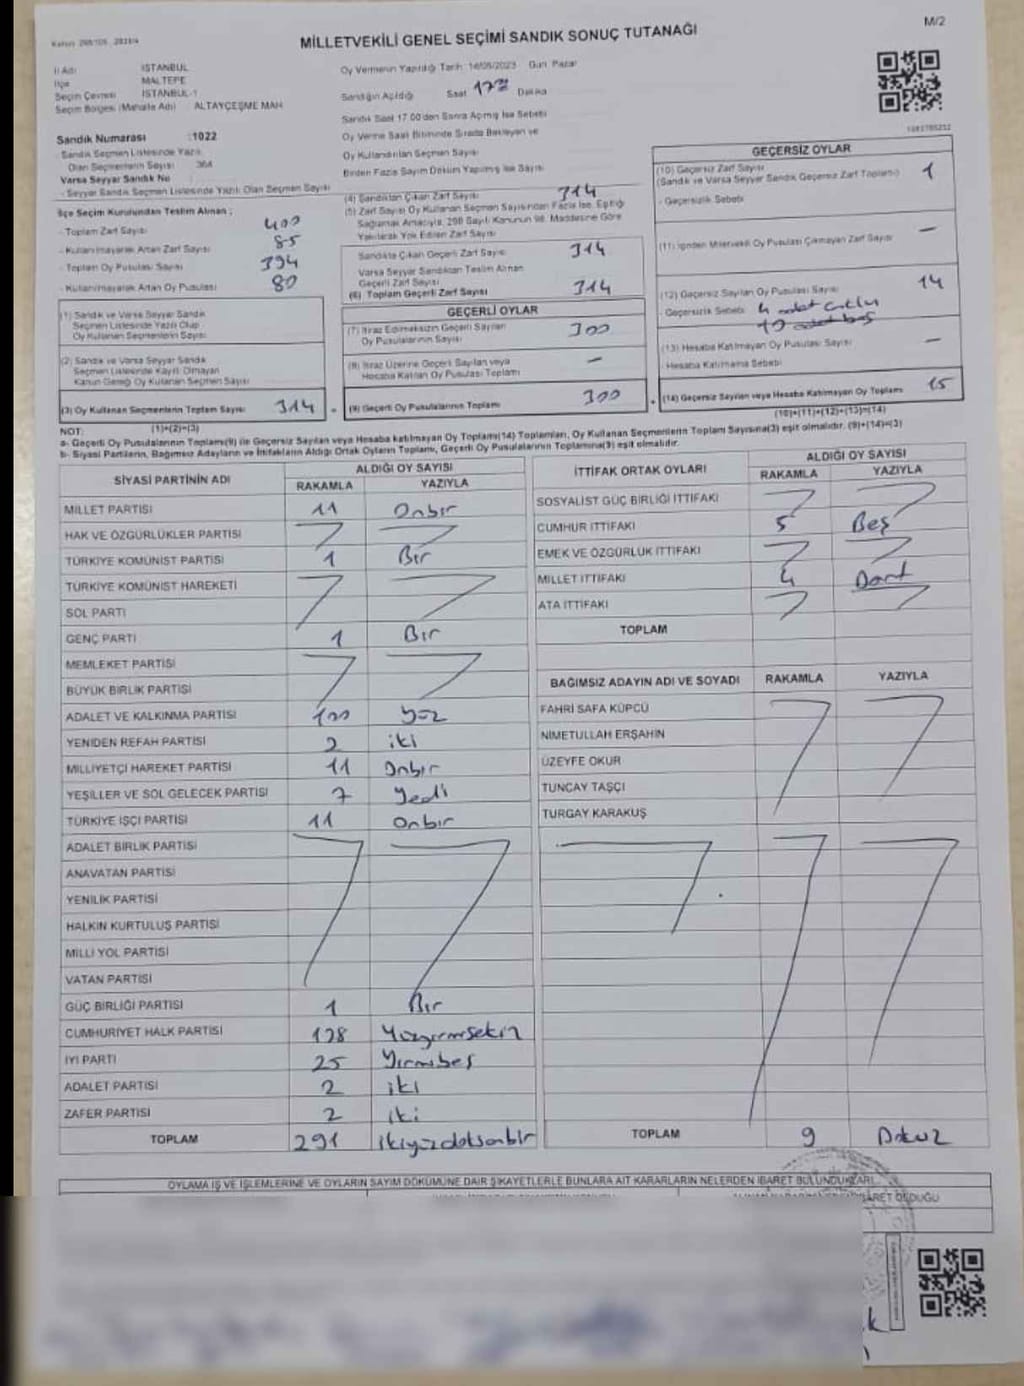 M/2
MİLLETVEKİLİ GENEL SEÇİMİ SANDIK SONUÇ TUTANAĞI
İl Adı İSTANBUL
İlçe MALTEPE
Seçim Çevresi İSTANBUL-1
Seçim Bölgesi (Mahalle Adı) ALTAYÇEŞME MAH
Sandık Numarası :1022
- Sandık Seçmen Listesinde Yazılı
Olan Seçmenlerin Sayısı 364
Varsa Seyyar Sandık No
- Seyyar Sandık Seçmen Listesinde Yazılı Olan Seçmen Sayısı
Oy Vermenin Yapıldığı Tarih Gün Pazar
Sandığın Açıldığı Saat Dakika
Sandık Saat 17.00'den Sonra Açılmış İse Sebebi
Oy Verme Saati Bitiminde Sırada Bekleyen ve
Oy Kullandırılan Seçmen Sayısı
Birden Fazla Sayım Döküm Yapılmış İse Sayısı
İlçe Seçim Kurulundan Teslim Alınan ;
- Toplam Zarf Sayısı 400
- Kullanılmayarak Artan Zarf Sayısı 85
- Toplam Oy Pusulası Sayısı 394
- Kullanılmayarak Artan Oy Pusulası 80
(1) Sandık ve Varsa Seyyar Sandık
Seçmen Listesinde Yazılı Olup
Oy Kullanan Seçmenlerin Sayısı
(2) Sandık ve Varsa Seyyar Sandık
Seçmen Listesinde Kayıtlı Olmayan
Kanun Gereği Oy Kullanan Seçmen Sayısı
(3) Oy Kullanan Seçmenlerin Toplam Sayısı 314
(1)+(2)=(3)
(4) Sandıktan Çıkan Zarf Sayısı 314
(5) Zarf Sayısı Oy Kullanan Seçmen Sayısından Fazla İse, Eşitliği
Sağlamak Amacıyla, 298 Sayılı Kanunun 98. Maddesine Göre
Yakılarak Yok Edilen Zarf Sayısı
Sandıkta Çıkan Geçerli Zarf Sayısı 314
Varsa Seyyar Sandıktan Teslim Alınan
Geçerli Zarf Sayısı
(6) Toplam Geçerli Zarf Sayısı 314
GEÇERLİ OYLAR
(7) İtiraz Edilmeksizin Geçerli Sayılan
Oy Pusulalarının Sayısı 300
(8) İtiraz Üzerine Geçerli Sayılan veya
Hesaba Katılan Oy Pusulası Toplamı –
(9) Geçerli Oy Pusulalarının Toplamı 300
GEÇERSİZ OYLAR
(10) Geçersiz Zarf Sayısı 1
(Sandık ve Varsa Seyyar Sandık Geçersiz Zarf Toplamı)
- Geçersizlik Sebebi
(11) İçinden Milletvekili Oy Pusulası Çıkmayan Zarf Sayısı –
(12) Geçersiz Sayılan Oy Pusulası Sayısı 14
- Geçersizlik Sebebi 4 adet
10 adet boş
(13) Hesaba Katılmayan Oy Pusulası Sayısı –
- Hesaba Katılmama Sebebi
(14) Geçersiz Sayılan veya Hesaba Katılmayan Oy Toplamı 15
(10)+(11)+(12)+(13)=(14)
NOT:
a- Geçerli Oy Pusulalarının Toplamı(9) ile Geçersiz Sayılan veya Hesaba katılmayan Oy Toplamı(14) Toplamları, Oy Kullanan Seçmenlerin Toplam Sayısına(3) eşit olmalıdır. (9)+(14)=(3)
b- Siyasi Partilerin, Bağımsız Adayların ve İttifakların Aldığı Ortak Oyların Toplamı, Geçerli Oy Pusulalarının Toplamına(9) eşit olmalıdır.
SİYASİ PARTİNİN ADI ALDIĞI OY SAYISI
RAKAMLA YAZIYLA
MİLLET PARTİSİ 11 Onbir
HAK VE ÖZGÜRLÜKLER PARTİSİ
TÜRKİYE KOMÜNİST PARTİSİ 1 Bir
TÜRKİYE KOMÜNİST HAREKETİ
SOL PARTİ
GENÇ PARTİ 1 Bir
MEMLEKET PARTİSİ
BÜYÜK BİRLİK PARTİSİ
ADALET VE KALKINMA PARTİSİ 100 yüz
YENİDEN REFAH PARTİSİ 2 iki
MİLLİYETÇİ HAREKET PARTİSİ 11 Onbir
YEŞİLLER VE SOL GELECEK PARTİSİ 7 Yedi
TÜRKİYE İŞÇİ PARTİSİ 11 Onbir
ADALET BİRLİK PARTİSİ
ANAVATAN PARTİSİ
YENİLİK PARTİSİ
HALKIN KURTULUŞ PARTİSİ
MİLLİ YOL PARTİSİ
VATAN PARTİSİ
GÜÇ BİRLİĞİ PARTİSİ 1 Bir
CUMHURİYET HALK PARTİSİ 128 Yüzyirmisekiz
İYİ PARTİ 25 Yirmibeş
ADALET PARTİSİ 2 iki
ZAFER PARTİSİ 2 iki
TOPLAM 291 ikiyüzdoksanbir
İTTİFAK ORTAK OYLARI ALDIĞI OY SAYISI
RAKAMLA YAZIYLA
SOSYALİST GÜÇ BİRLİĞİ İTTİFAKI
CUMHUR İTTİFAKI 5 Beş
EMEK VE ÖZGÜRLÜK İTTİFAKI
MİLLET İTTİFAKI 4 Dört
ATA İTTİFAKI
TOPLAM
BAĞIMSIZ ADAYIN ADI VE SOYADI RAKAMLA YAZIYLA
FAHRİ SAFA KÜPCÜ
NİMETULLAH ERŞAHİN
ÜZEYFE OKUR
TUNCAY TAŞÇI
TURGAY KARAKUŞ
TOPLAM 9 Dokuz
OYLAMA İŞ VE İŞLEMLERİNE VE OYLARIN SAYIM DÖKÜMÜNE DAİR ŞİKAYETLERLE BUNLARA AİT KARARLARIN NELERDEN İBARET BULUNDUKLARI